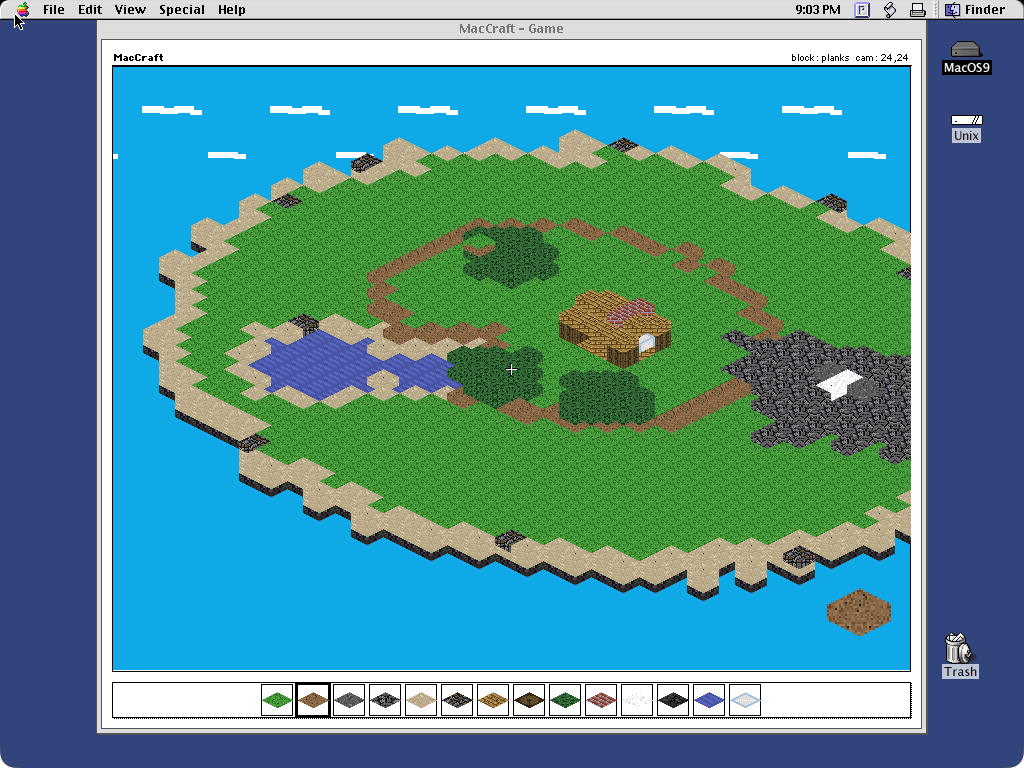 File Edit View Special Help 9:03 PM Finder
MacCraft - Game
MacCraft block: planks cam: 24,24
MacOS9
Unix
Trash